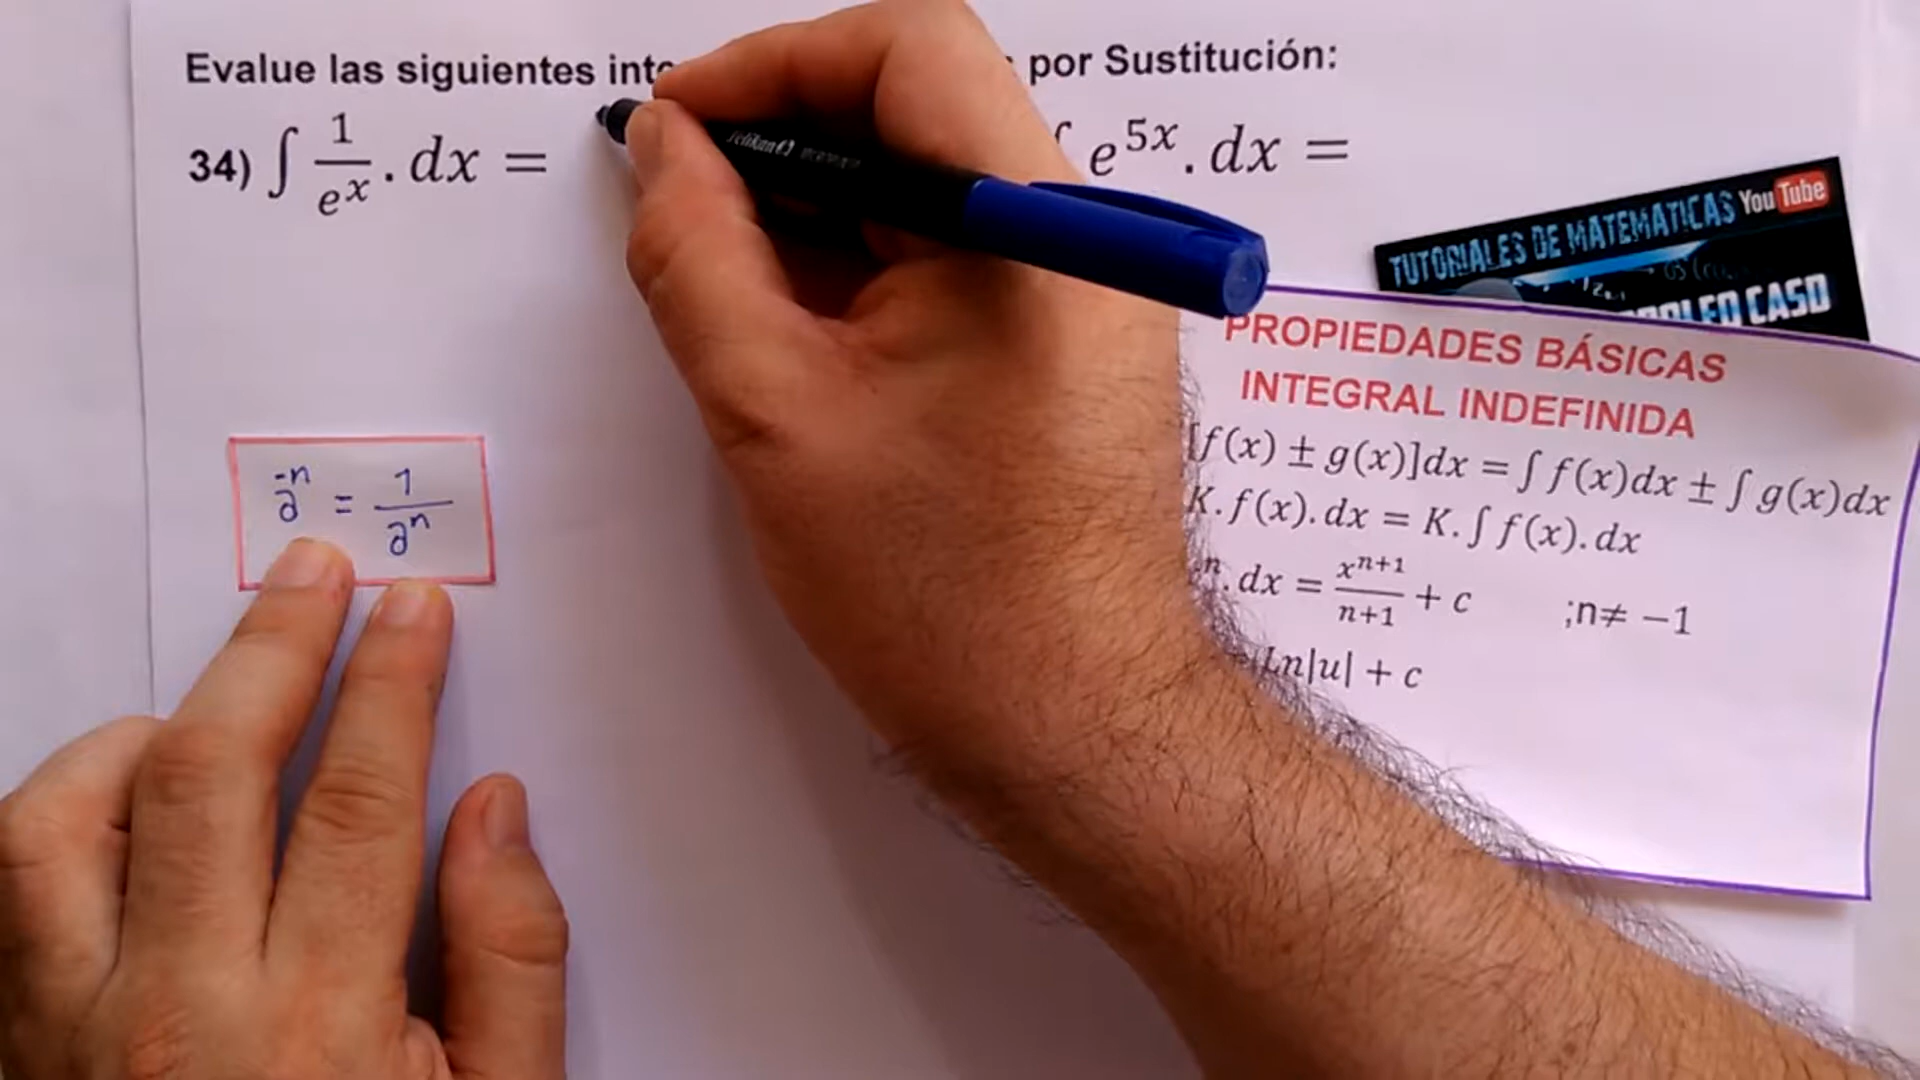 Evalue las siguientes por Sustitución:
34) ∫ 1/e^x . dx =
∫ e^{5x} . dx =
TUTORIALES DE MATEMATICAS YouTube
CASO
PROPIEDADES BÁSICAS
INTEGRAL INDEFINIDA
[f(x) ± g(x)]dx = ∫ f(x)dx ± ∫ g(x)dx
K. f(x). dx = K. ∫ f(x). dx
n . dx = x^{n+1}/n+1 + c ;n≠ −1
Ln|u| + c
a^{-n} = 1/a^n